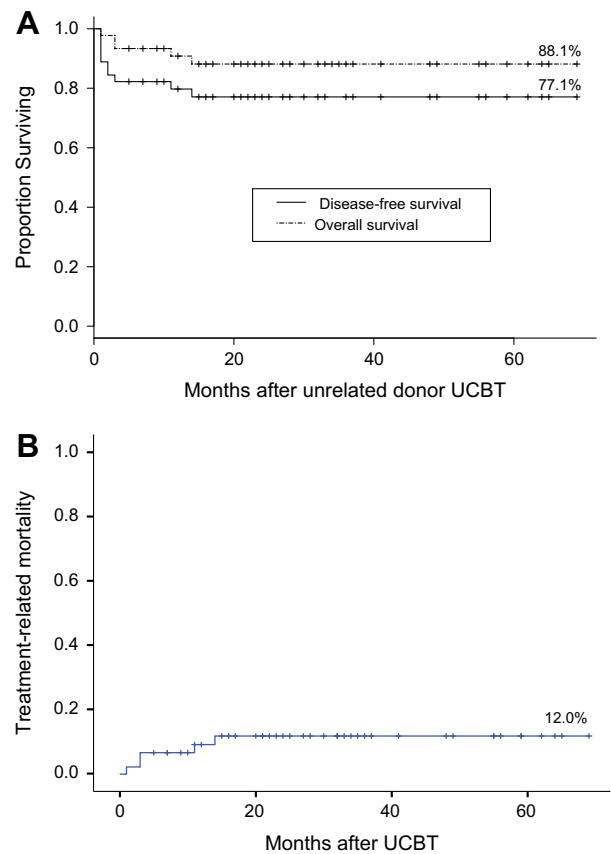 A
Proportion Surviving
1.0
0.8
0.6
0.4
0.2
0.0
88.1%
77.1%
Disease-free survival
Overall survival
0 20 40 60
Months after unrelated donor UCBT
B
Treatment-related mortality
1.0
0.8
0.6
0.4
0.2
0.0
12.0%
0 20 40 60
Months after UCBT